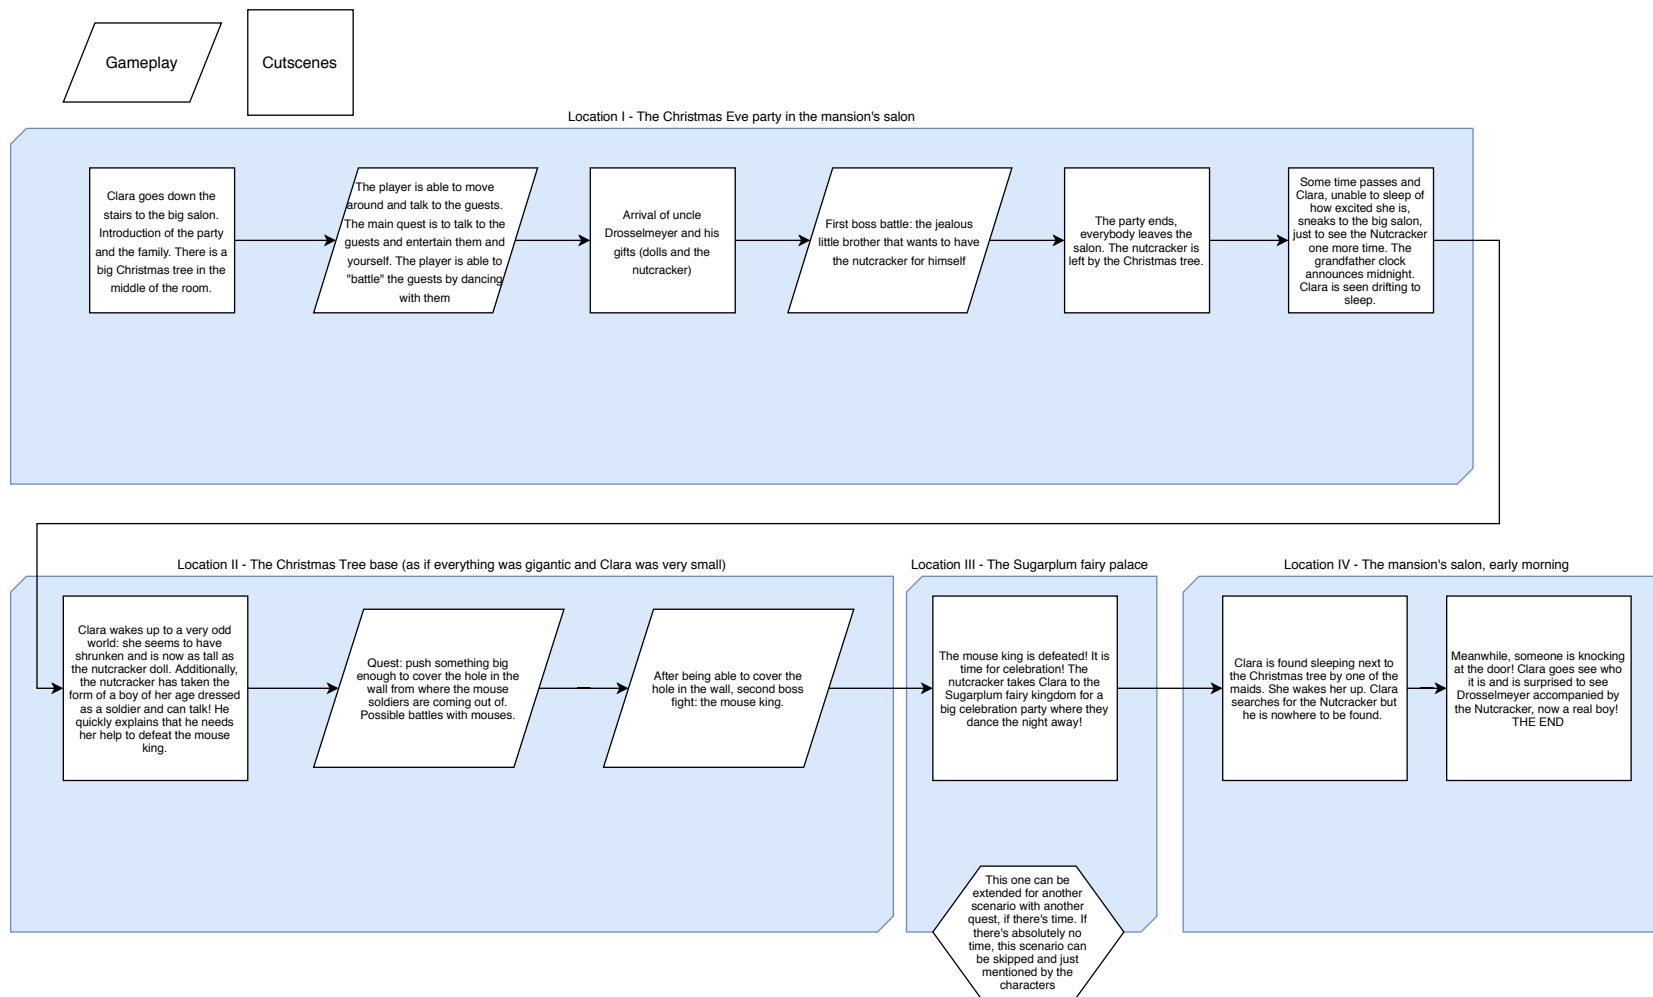 Gameplay
Cutscenes
Location I - The Christmas Eve party in the mansion's salon
Clara goes down the
stairs to the big salon.
Introduction of the party
and the family. There is a
big Christmas tree in the
middle of the room.
The player is able to move
around and talk to the guests.
The main quest is to talk to the
guests and entertain them and
yourself. The player is able to
"battle" the guests by dancing
with them
Arrival of uncle
Drosselmeyer and his
gifts (dolls and the
nutcracker)
First boss battle: the jealous
little brother that wants to have
the nutcracker for himself
The party ends,
everybody leaves the
salon. The nutcracker is
left by the Christmas tree.
Some time passes and
Clara, unable to sleep of
how excited she is,
sneaks to the big salon,
just to see the Nutcracker
one more time. The
grandfather clock
announces midnight.
Clara is seen drifting to
sleep.
Location II - The Christmas Tree base (as if everything was gigantic and Clara was very small)
Clara wakes up to a very odd
world: she seems to have
shrunken and is now as tall as
the nutcracker doll. Additionally,
the nutcracker has taken the
form of a boy of her age dressed
as a soldier and can talk! He
quickly explains that he needs
her help to defeat the mouse
king.
Quest: push something big
enough to cover the hole in the
wall from where the mouse
soldiers are coming out of.
Possible battles with mouses.
After being able to cover the
hole in the wall, second boss
fight: the mouse king.
Location III - The Sugarplum fairy palace
The mouse king is defeated! It is
time for celebration! The
nutcracker takes Clara to the
Sugarplum fairy kingdom for a
big celebration party where they
dance the night away!
This one can be
extended for another
scenario with another
quest, if there's time. If
there's absolutely no
time, this scenario can
be skipped and just
mentioned by the
characters
Location IV - The mansion's salon, early morning
Clara is found sleeping next to
the Christmas tree by one of the
maids. She wakes her up. Clara
searches for the Nutcracker but
he is nowhere to be found.
Meanwhile, someone is knocking
at the door! Clara goes see who
it is and is surprised to see
Drosselmeyer accompanied by
the Nutcracker, now a real boy!
THE END